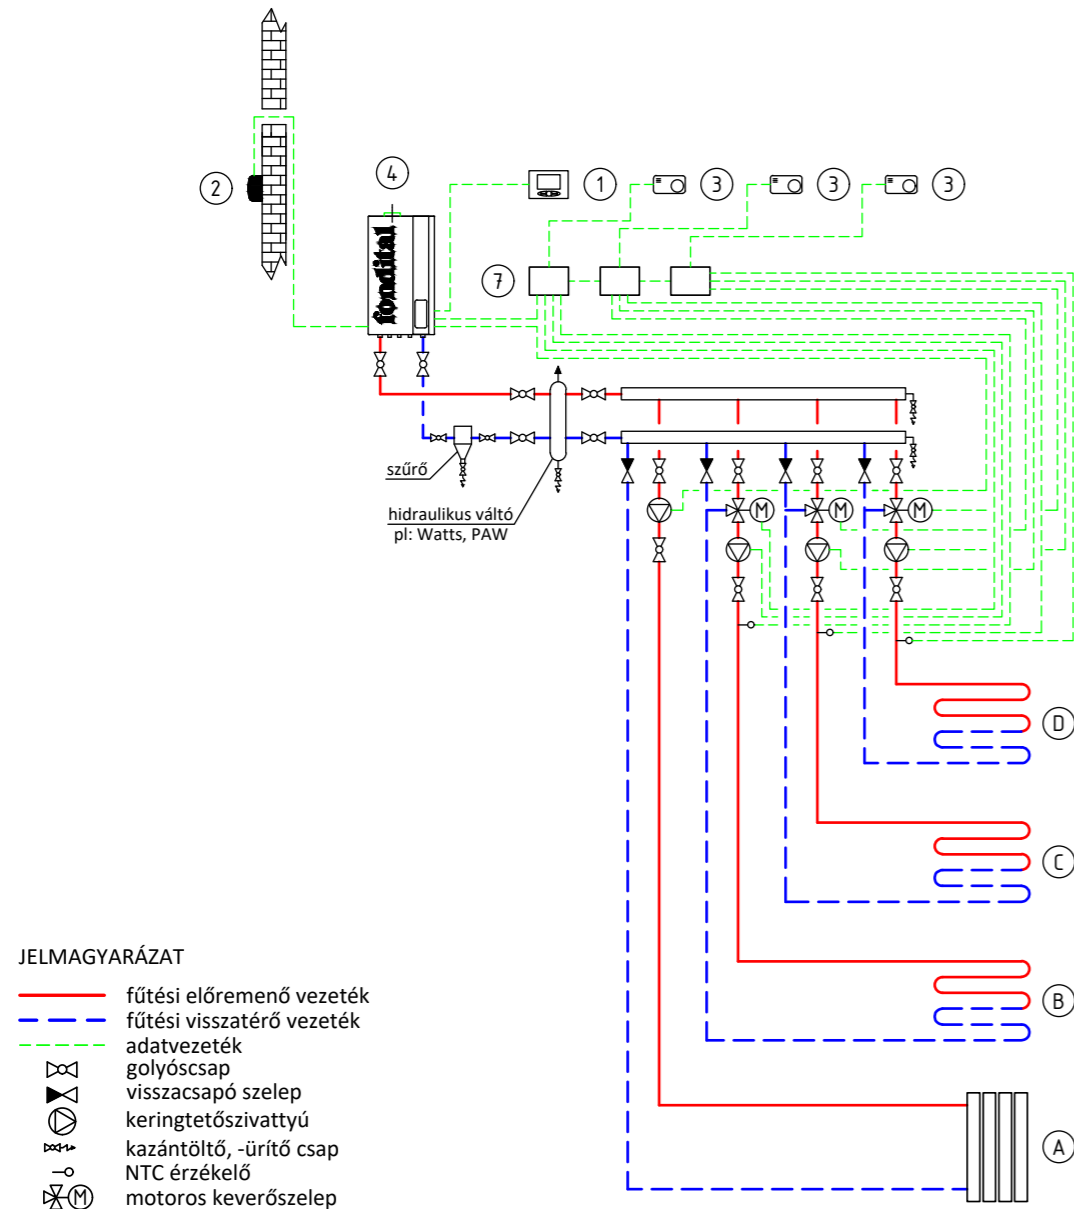 2
4
1
3
3
3
fondital
7
szűrő
hidraulikus váltó
pl: Watts, PAW
M
M
M
D
C
B
A
JELMAGYARÁZAT
fűtési előremenő vezeték
fűtési visszatérő vezeték
adatvezeték
golyóscsap
visszacsapó szelep
keringtetőszivattyú
kazántöltő, -ürítő csap
NTC érzékelő
M motoros keverőszelep